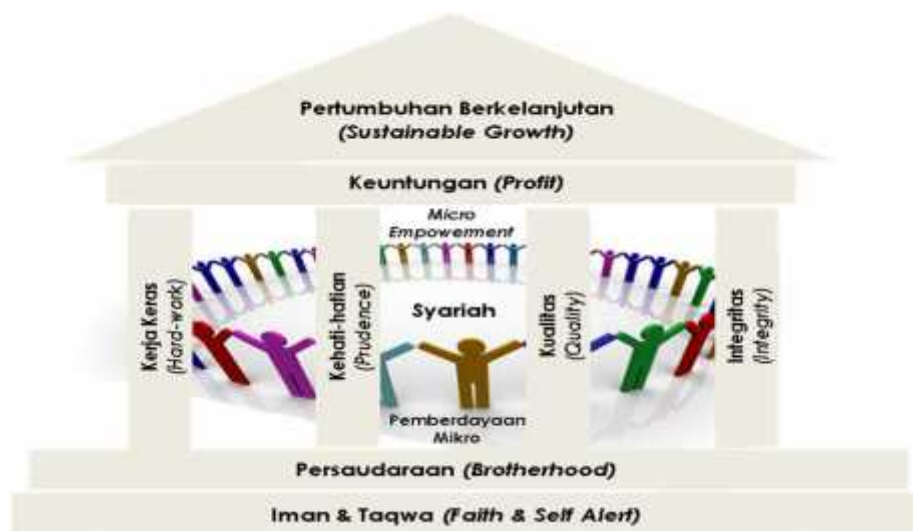 Pertumbuhan Berkelanjutan
(Sustainable Growth)
Keuntungan (Profit)
Kerja Keras
(Hard-work)
Kehati-hatian
(Prudence)
Micro
Empowerment
Syariah
Pemberdayaan
Mikro
Kualitas
(Quality)
Integritas
(Integrity)
Persaudaraan (Brotherhood)
Iman & Taqwa (Faith & Self Alert)